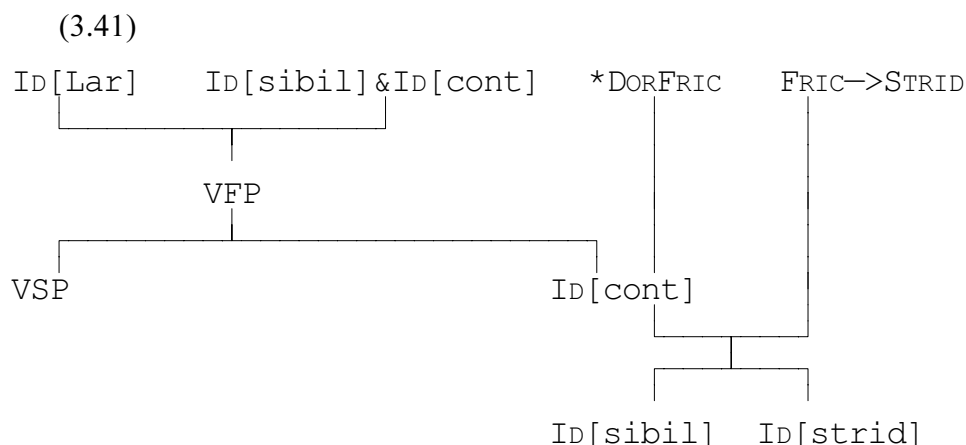 (3.41)
ID[Lar] ID[sibil]&ID[cont] *DORFRIC FRIC—>STRID
VFP
VSP ID[cont]
ID[sibil] ID[strid]